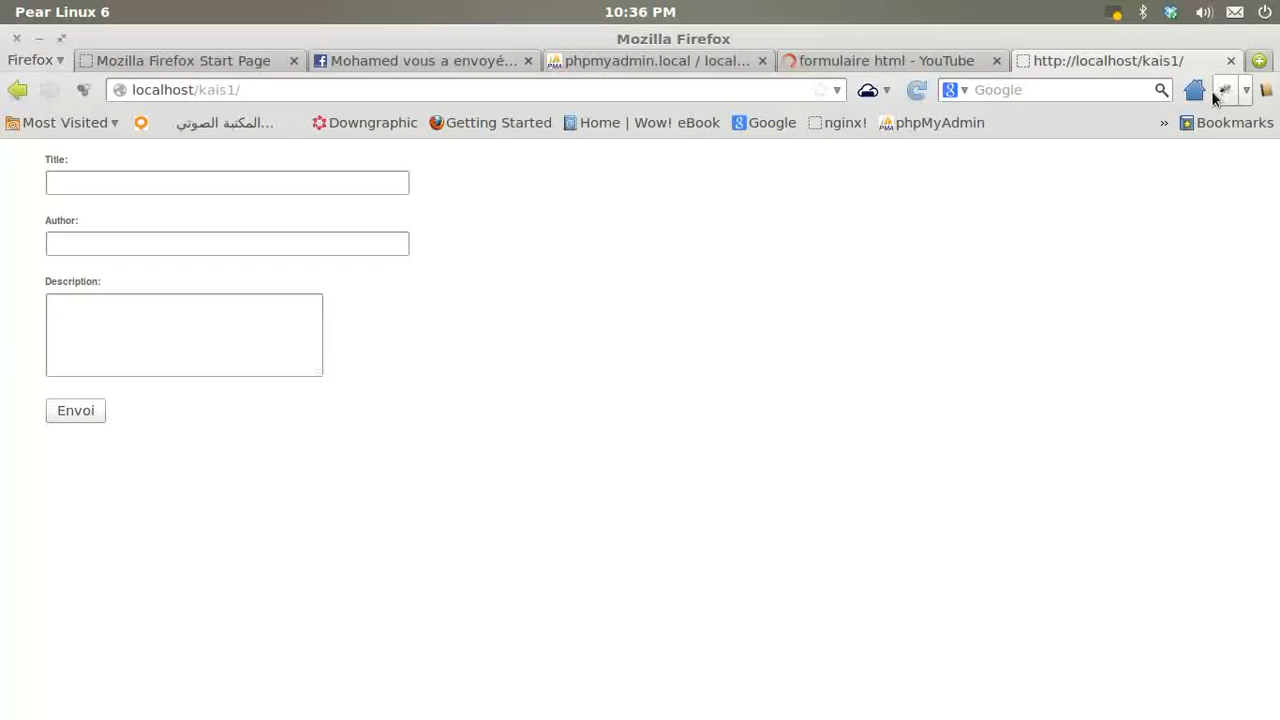 Pear Linux 6 10:36 PM
Mozilla Firefox
Firefox Mozilla Firefox Start Page Mohamed vous a envoyé... phpmyadmin.local / local... formulaire html - YouTube http://localhost/kais1/
localhost/kais1/ Google
Most Visited المكتبة الصوتي... Downgraphic Getting Started Home | Wow! eBook Google nginx! phpMyAdmin » Bookmarks
Title:
Author:
Description:
Envoi